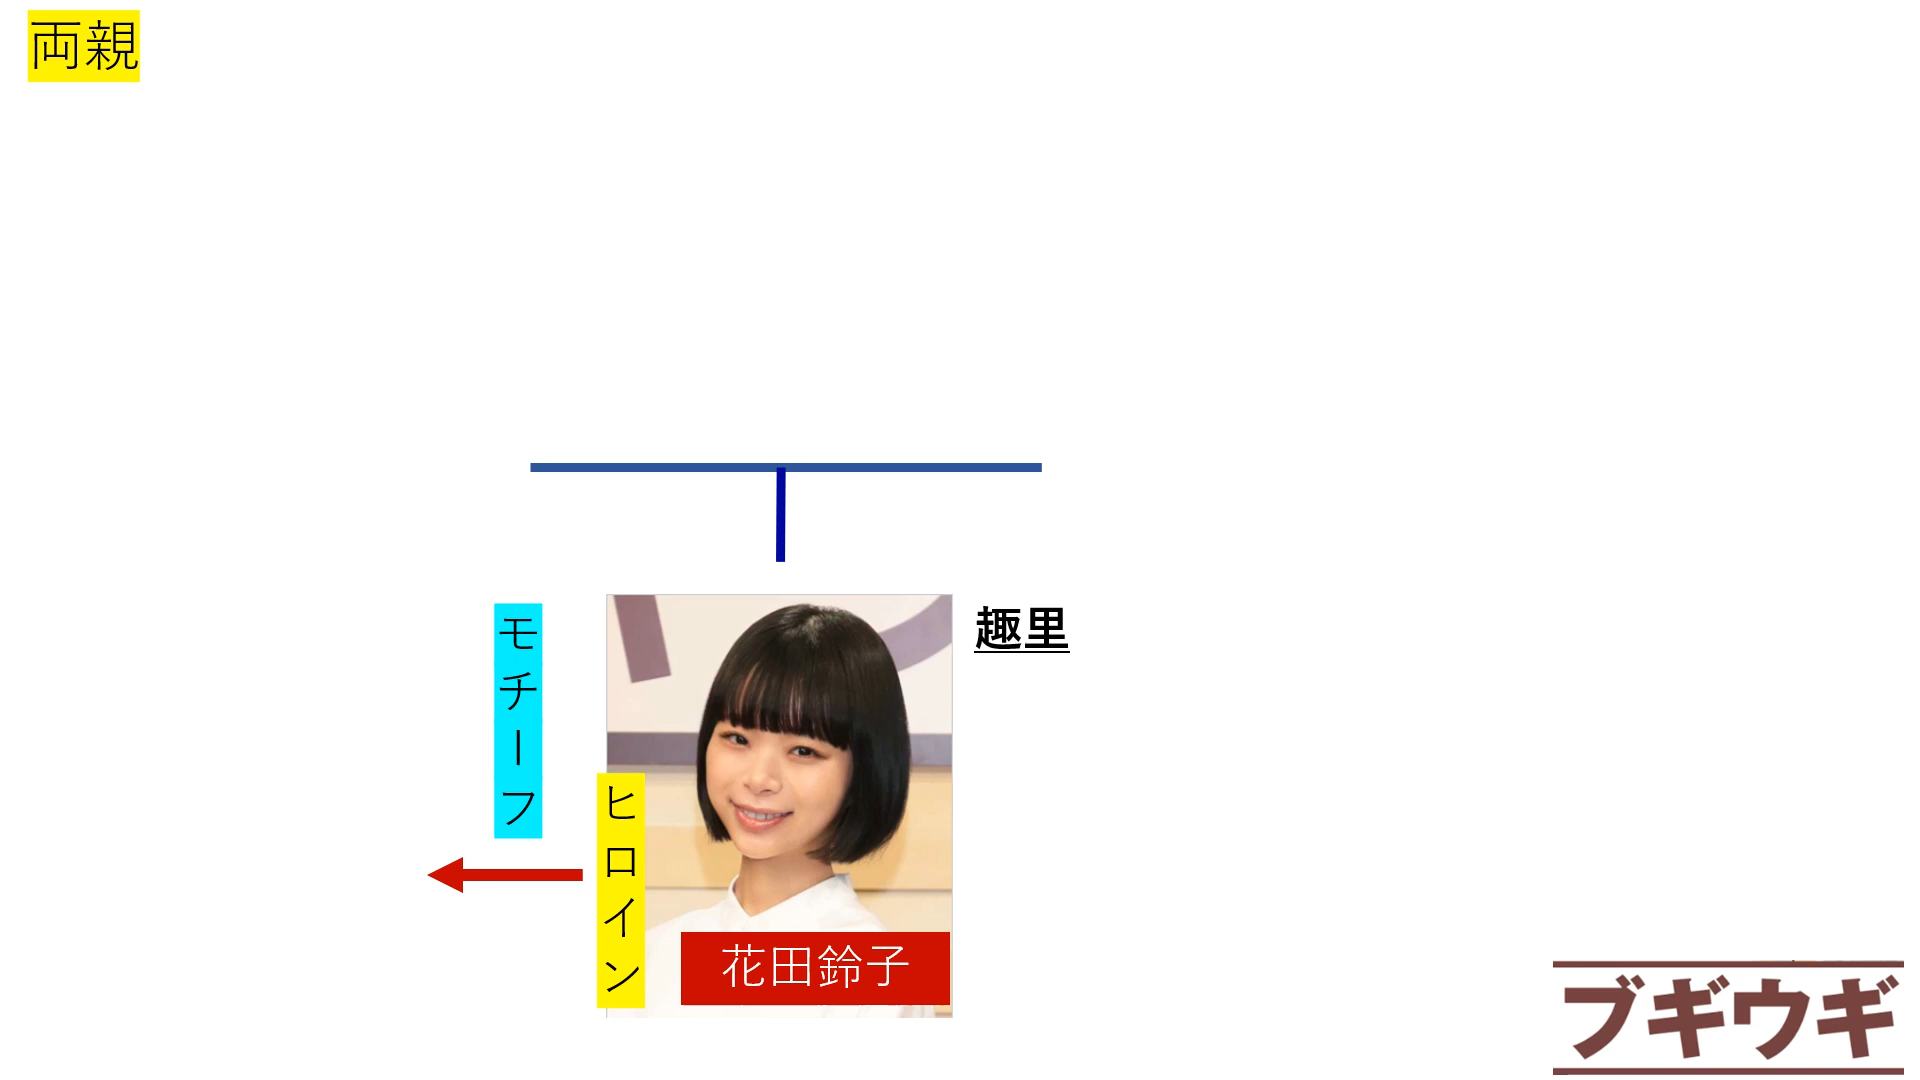 両親
モチーフ
趣里
ヒロイン
花田鈴子
ブギウギ